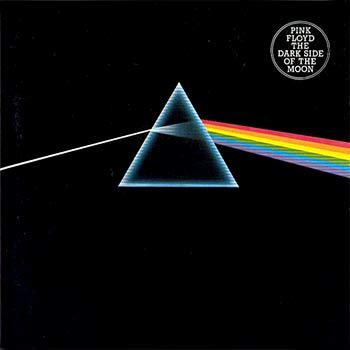 PINK
FLOYD
THE
DARK SIDE
OF THE
MOON